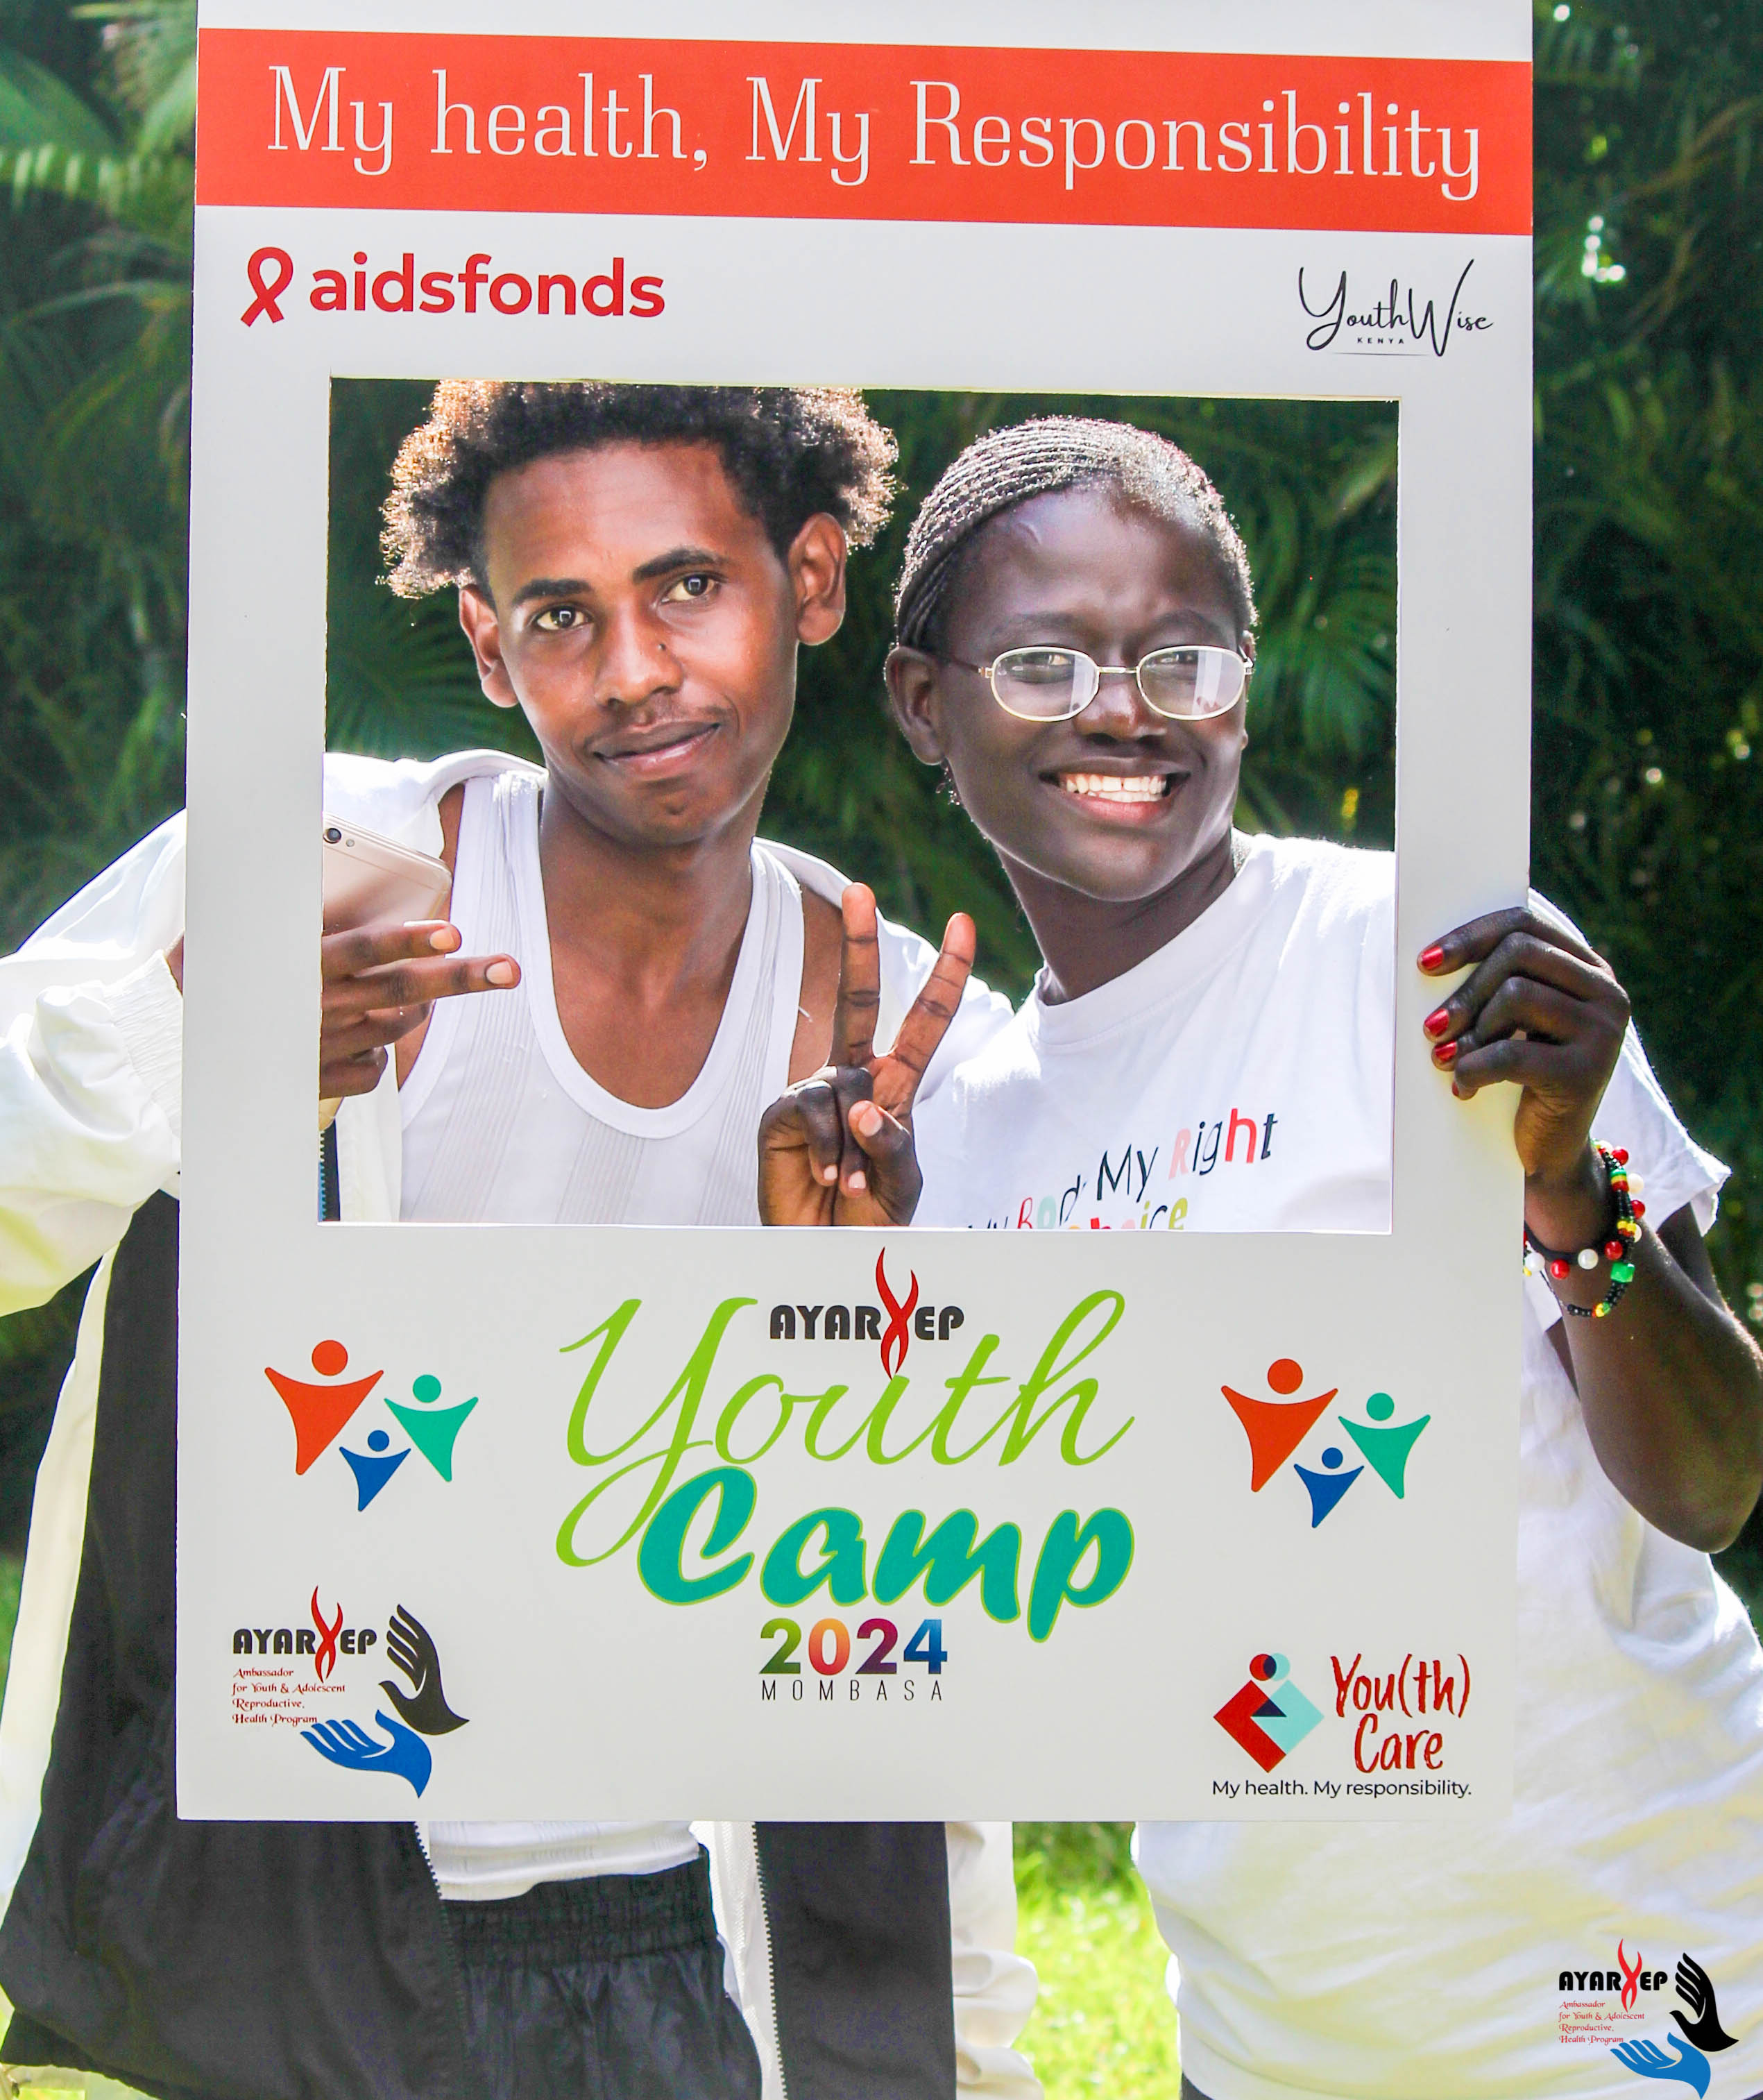 My health, My Responsibility
aidsfonds
YouthWise
KENYA
My Right
AYARHEP
Youth
Camp
2024
MOMBASA
AYARHEP
Ambassador
for Youth & Adolescent
Reproductive,
Health Program
You(th)
Care
My health. My responsibility.
AYARHEP
Ambassador
for Youth & Adolescent
Reproductive,
Health Program